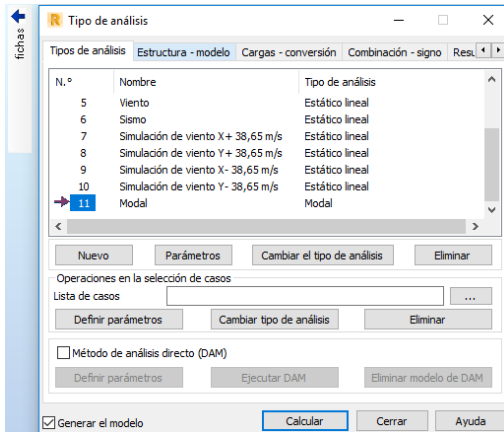 fichas
Tipo de análisis
Tipos de análisis Estructura - modelo Cargas - conversión Combinación - signo Resu
N.º Nombre Tipo de análisis
5 Viento Estático lineal
6 Sismo Estático lineal
7 Simulación de viento X+ 38,65 m/s Estático lineal
8 Simulación de viento Y+ 38,65 m/s Estático lineal
9 Simulación de viento X- 38,65 m/s Estático lineal
10 Simulación de viento Y- 38,65 m/s Estático lineal
11 Modal Modal
Nuevo Parámetros Cambiar el tipo de análisis Eliminar
Operaciones en la selección de casos
Lista de casos ...
Definir parámetros Cambiar tipo de análisis Eliminar
Método de análisis directo (DAM)
Definir parámetros Ejecutar DAM Eliminar modelo de DAM
Generar el modelo Calcular Cerrar Ayuda